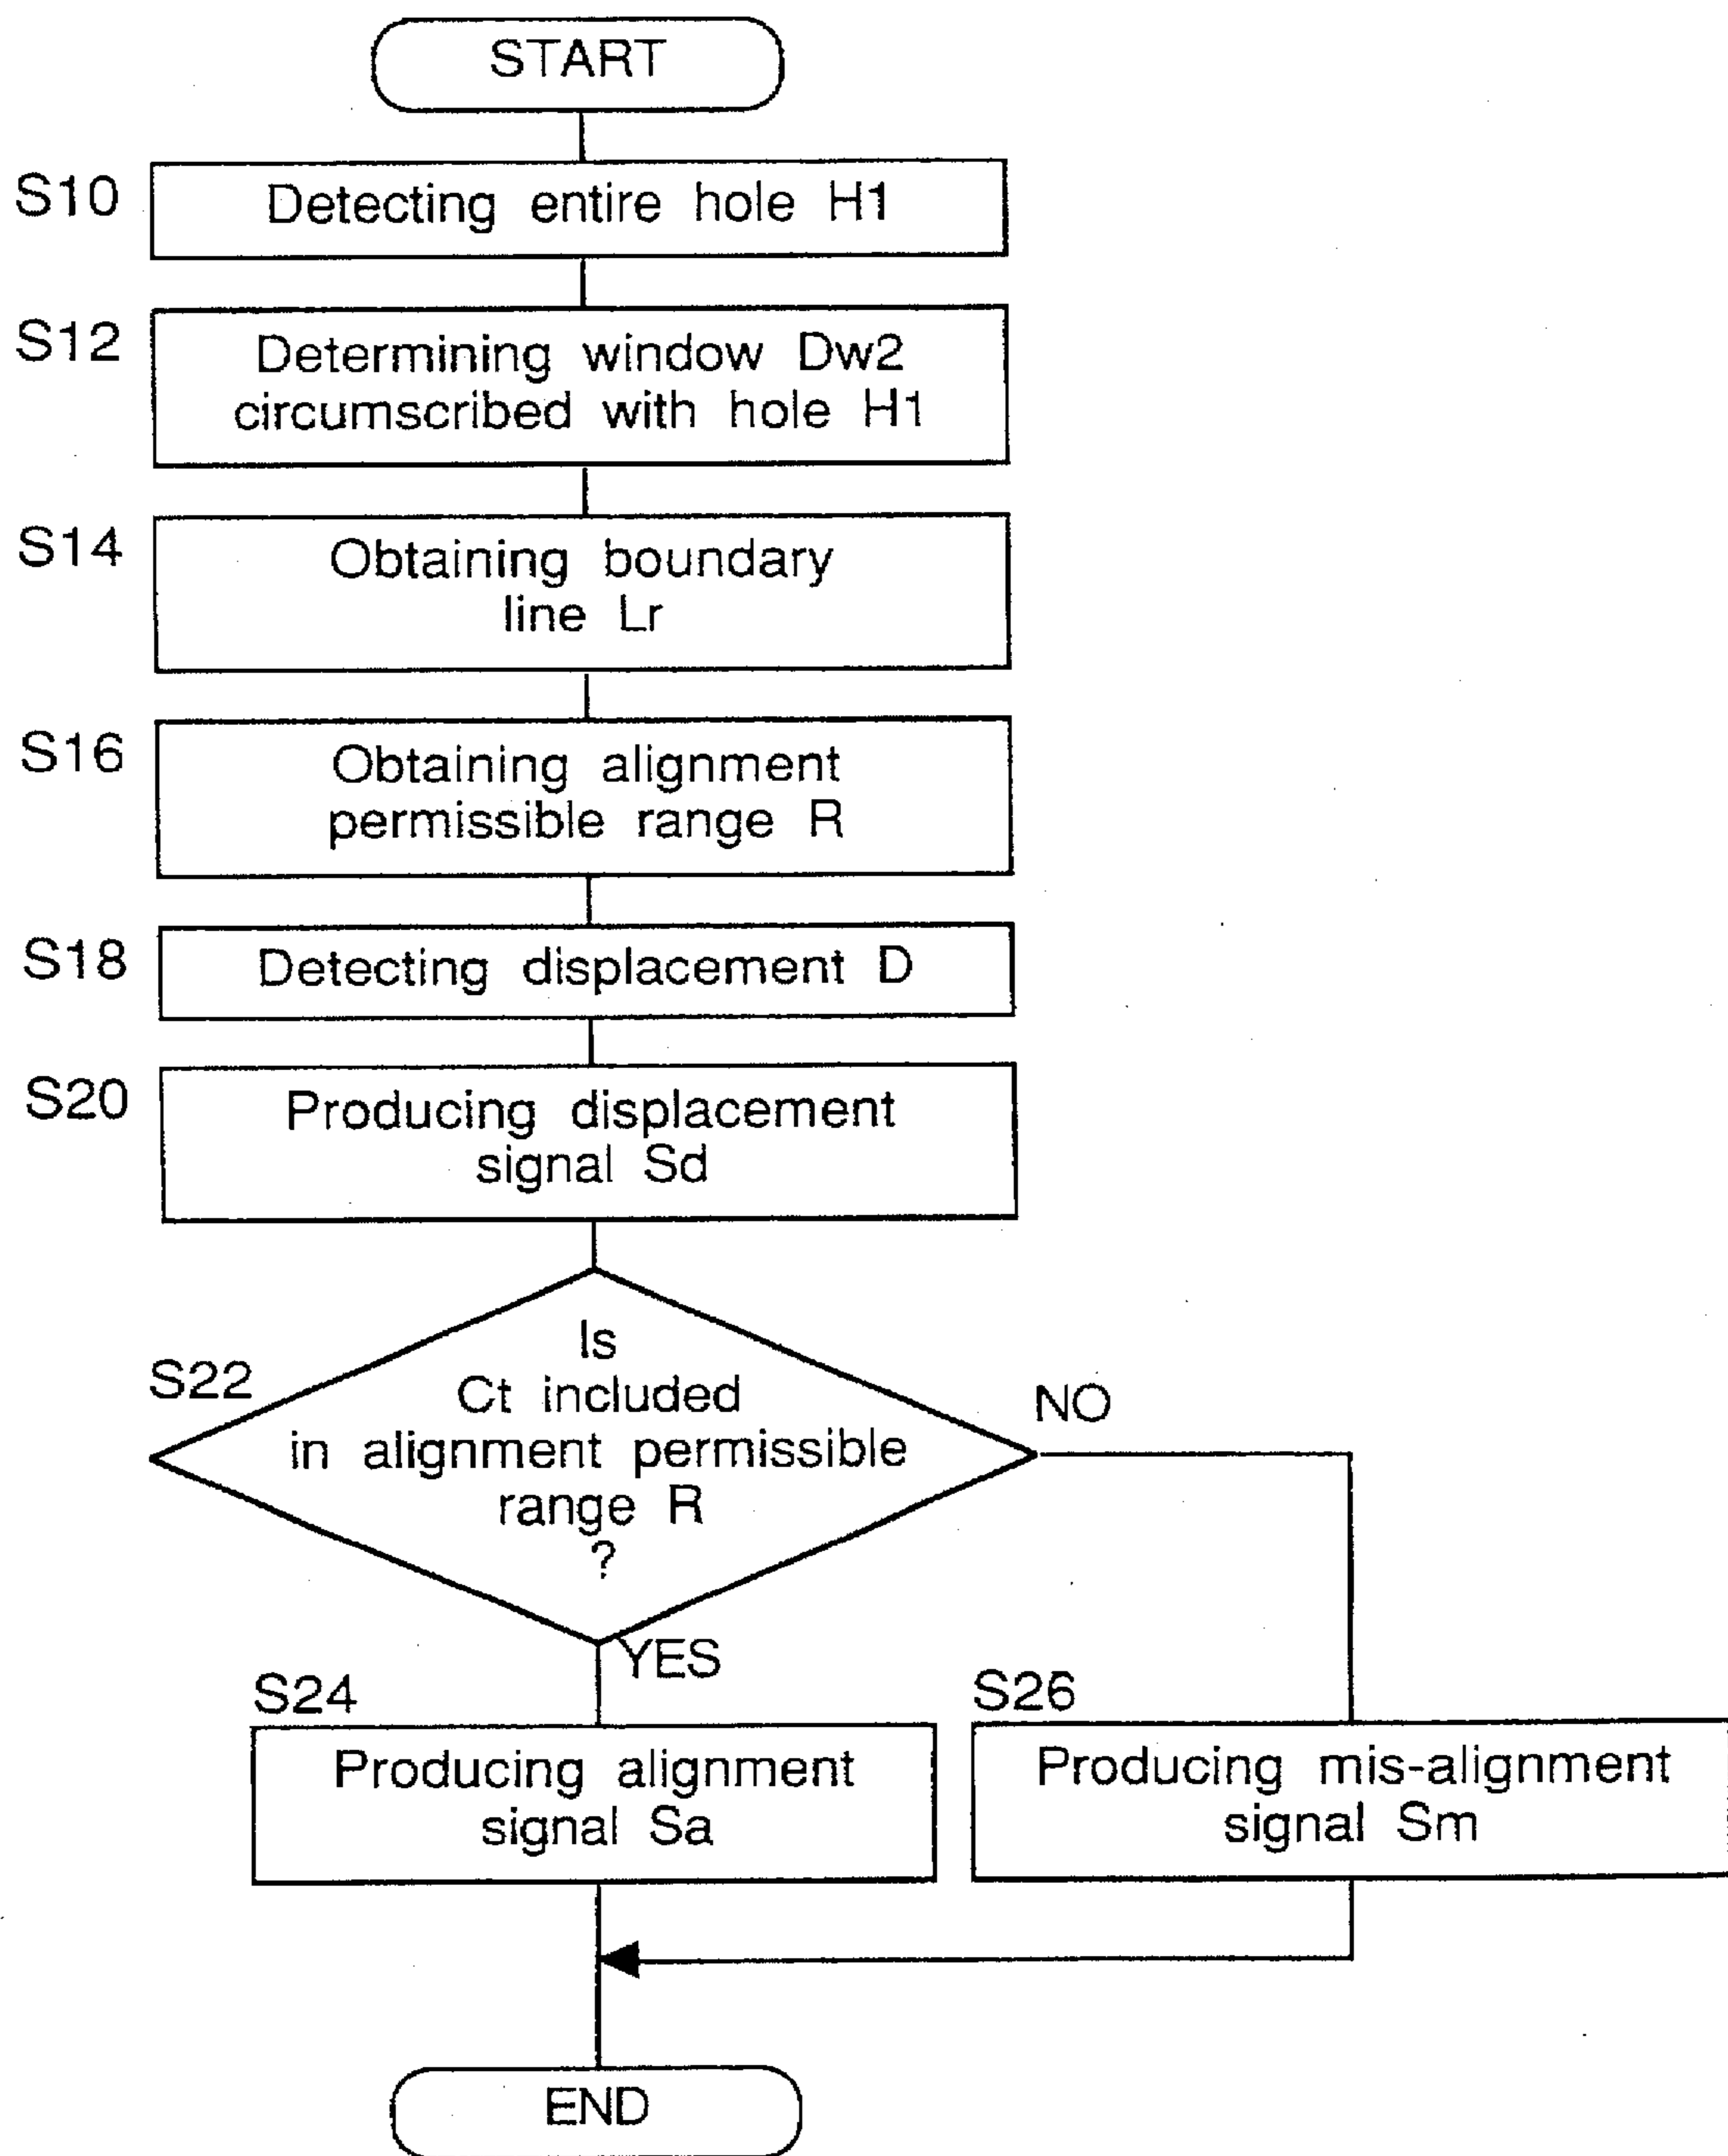 START
S10
Detecting entire hole H1
S12
Determining window Dw2
circumscribed with hole H1
S14
Obtaining boundary
line Lr
S16
Obtaining alignment
permissible range R
S18
Detecting displacement D
S20
Producing displacement
signal Sd
S22
Is
Ct included
in alignment permissible
range R
?
NO
YES
S24
Producing alignment
signal Sa
S26
Producing mis-alignment
signal Sm
END